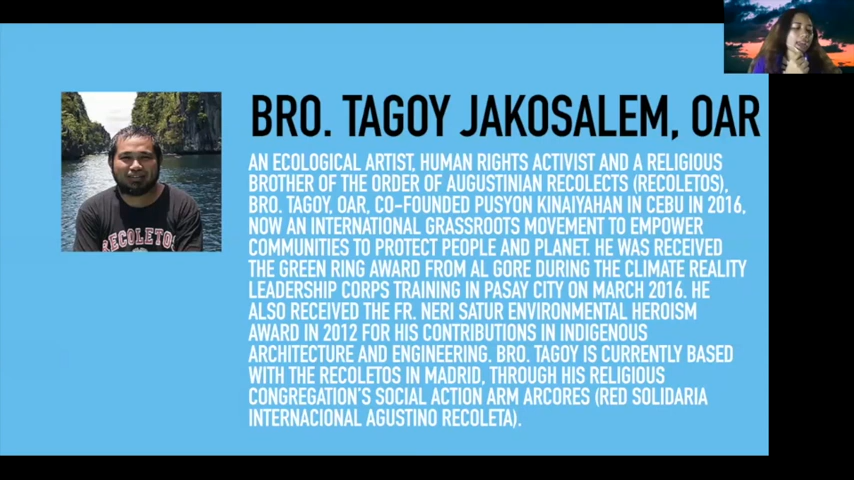 BRO. TAGOY JAKOSALEM, OAR
AN ECOLOGICAL ARTIST, HUMAN RIGHTS ACTIVIST AND A RELIGIOUS
BROTHER OF THE ORDER OF AUGUSTINIAN RECOLECTS (RECOLETOS),
BRO. TAGOY, OAR, CO-FOUNDED PUSYON KINAIYAHAN IN CEBU IN 2016,
NOW AN INTERNATIONAL GRASSROOTS MOVEMENT TO EMPOWER
COMMUNITIES TO PROTECT PEOPLE AND PLANET. HE WAS RECEIVED
THE GREEN RING AWARD FROM AL GORE DURING THE CLIMATE REALITY
LEADERSHIP CORPS TRAINING IN PASAY CITY ON MARCH 2016. HE
ALSO RECEIVED THE FR. NERI SATUR ENVIRONMENTAL HEROISM
AWARD IN 2012 FOR HIS CONTRIBUTIONS IN INDIGENOUS
ARCHITECTURE AND ENGINEERING. BRO. TAGOY IS CURRENTLY BASED
WITH THE RECOLETOS IN MADRID, THROUGH HIS RELIGIOUS
CONGREGATION'S SOCIAL ACTION ARM ARCORES (RED SOLIDARIA
INTERNACIONAL AGUSTINO RECOLETA).
RECOLETOS